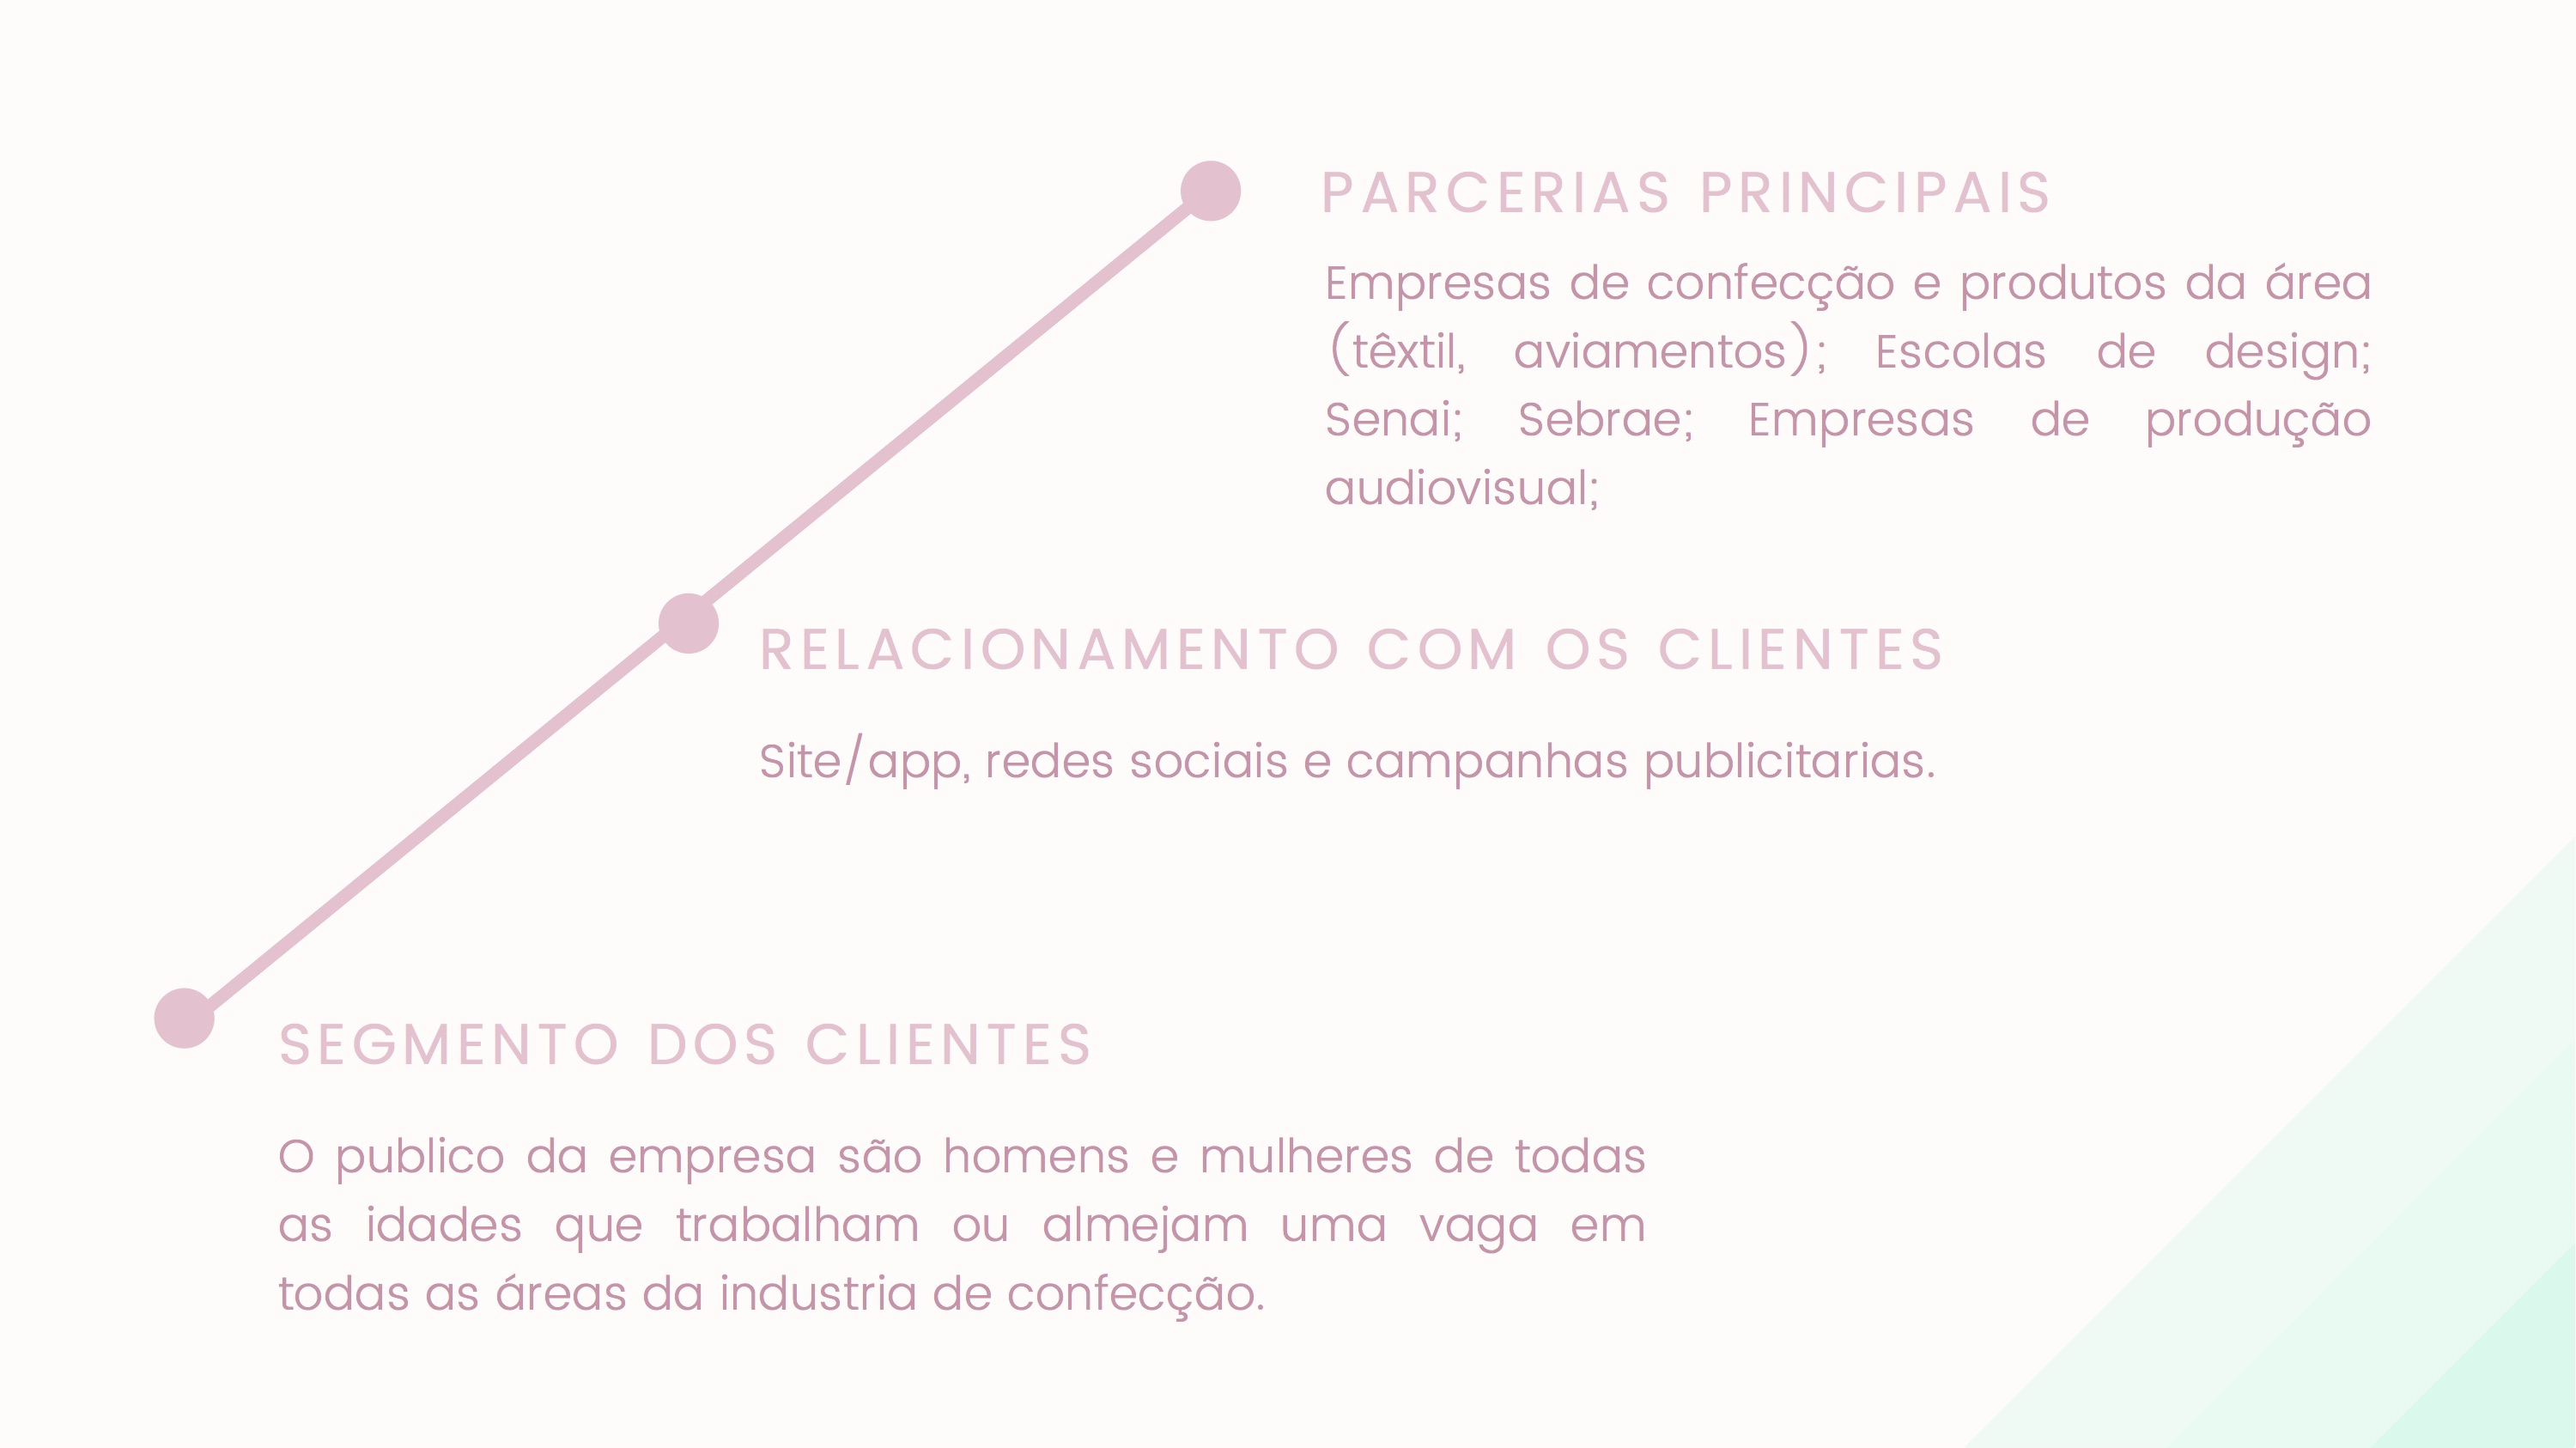 PARCERIAS PRINCIPAIS
Empresas de confecção e produtos da área
(têxtil, aviamentos); Escolas de design;
Senai; Sebrae; Empresas de produção
audiovisual;
RELACIONAMENTO COM OS CLIENTES
Site/app, redes sociais e campanhas publicitarias.
SEGMENTO DOS CLIENTES
O publico da empresa são homens e mulheres de todas
as idades que trabalham ou almejam uma vaga em
todas as áreas da industria de confecção.